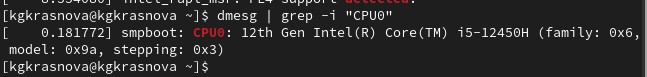 [kgkrasnova@kgkrasnova ~]$ dmesg | grep -i "CPU0"
[    0.181772] smpboot: CPU0: 12th Gen Intel(R) Core(TM) i5-12450H (family: 0x6,
model: 0x9a, stepping: 0x3)
[kgkrasnova@kgkrasnova ~]$